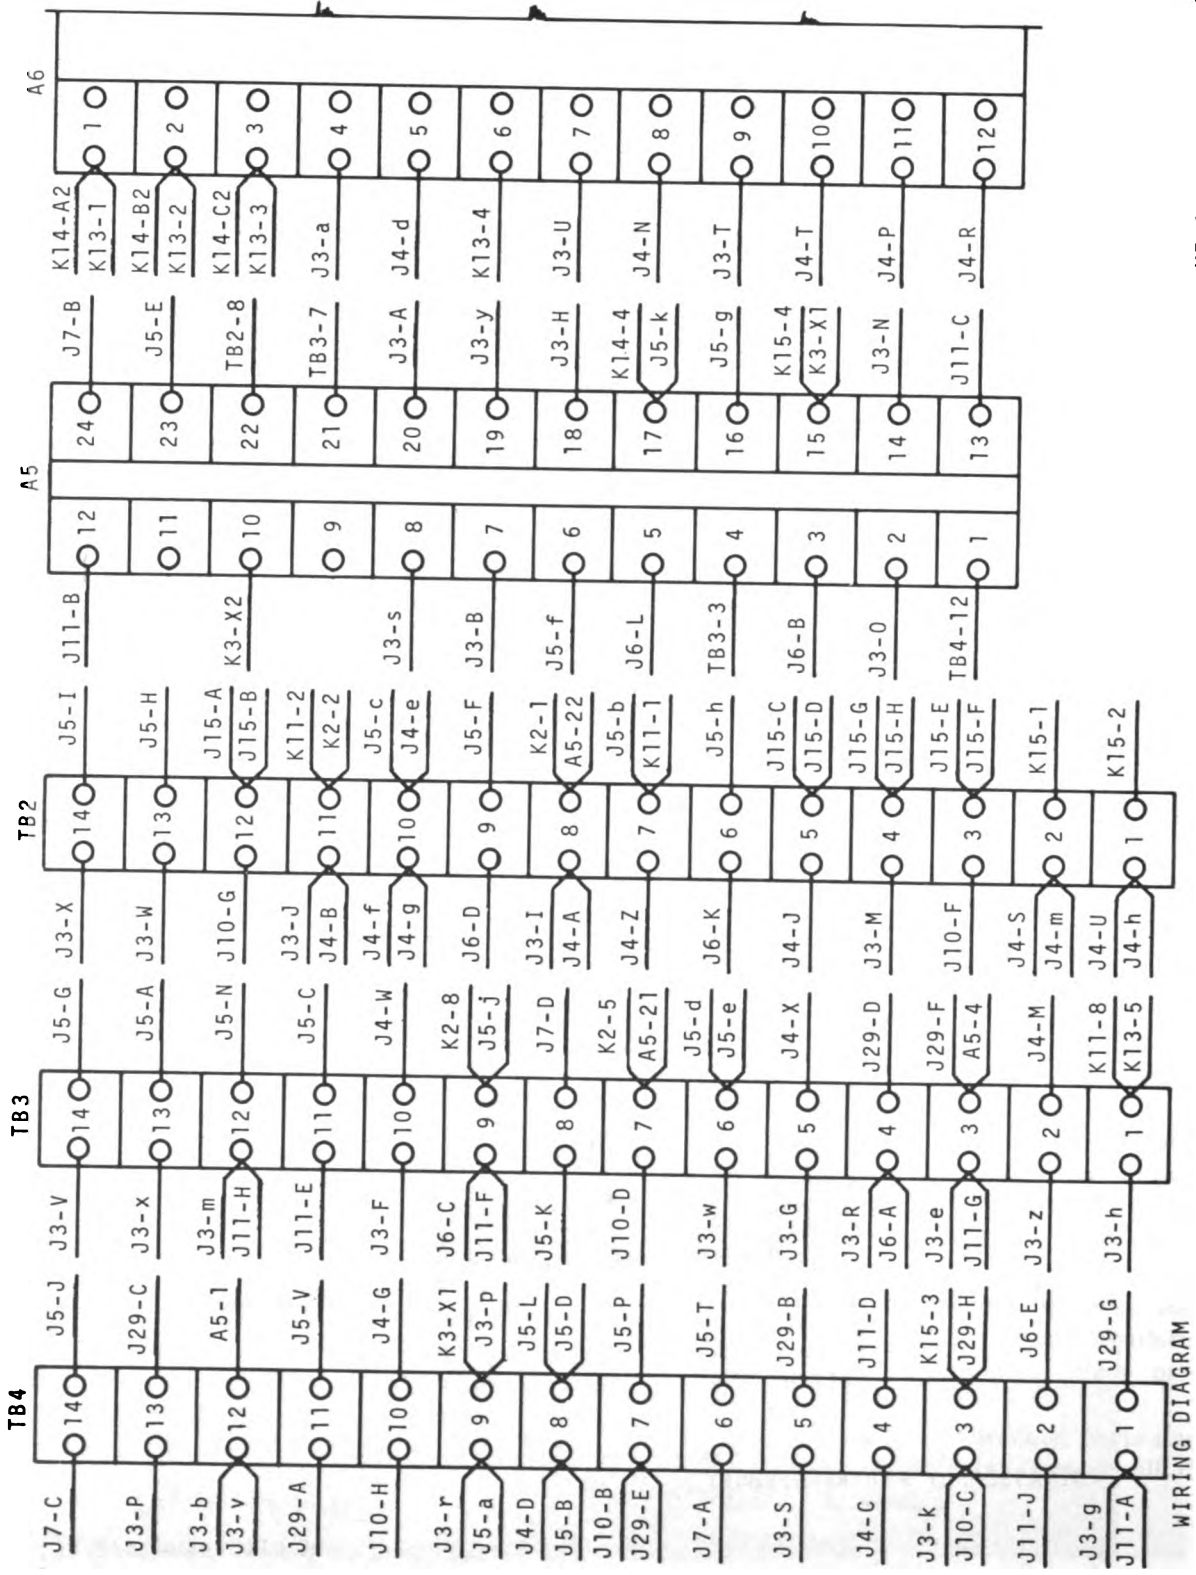 TB4 TB3 TB2 A5 A6
J7-C 14 J5-J J3-V 14 J5-G J3-X 14 J5-I J11-B 12 24 J7-B K14-A2 1
K13-1
J3-P 13 J29-C J3-x 13 J5-A J3-W 13 J5-H 11 23 J5-E K14-B2 2
K13-2
J3-b 12 A5-1 J3-m 12 J5-N J10-G 12 J15-A K3-X2 10 22 TB2-8 K14-C2 3
J3-v J11-H J15-B K13-3
J29-A 11 J5-V J11-E 11 J5-C J3-J 11 K11-2 9 21 TB3-7 J3-a 4
J4-B K2-2
J10-H 10 J4-G J3-F 10 J4-W J4-f 10 J5-c J3-s 8 20 J3-A J4-d 5
J4-g J4-e
J3-r 9 K3-X1 J6-C 9 K2-8 J6-D 9 J5-F J3-B 7 19 J3-y K13-4 6
J5-a J3-p J11-F J5-j
J4-D 8 J5-L J5-K 8 J7-D J3-I 8 K2-1 J5-f 6 18 J3-H J3-U 7
J5-B J5-D J4-A A5-22
J10-B 7 J5-P J10-D 7 K2-5 J4-Z 7 J5-b J6-L 5 17 K14-4 J4-N 8
J29-E A5-21 K11-1 J5-k
J7-A 6 J5-T J3-w 6 J5-d J6-K 6 J5-h TB3-3 4 16 J5-g J3-T 9
J5-e
J3-S 5 J29-B J3-G 5 J4-X J4-J 5 J15-C J6-B 3 15 K15-4 J4-T 10
J15-D K3-X1
J4-C 4 J11-D J3-R 4 J29-D J3-M 4 J15-G J3-O 2 14 J3-N J4-P 11
J6-A J15-H
J3-k 3 K15-3 J3-e 3 J29-F J10-F 3 J15-E TB4-12 1 13 J11-C J4-R 12
J10-C J29-H J11-G A5-4 J15-F
J11-J 2 J6-E J3-z 2 J4-M J4-S 2 K15-1
J4-m
J3-g 1 J29-G J3-h 1 K11-8 J4-U 1 K15-2
J11-A K13-5 J4-h
WIRING DIAGRAM